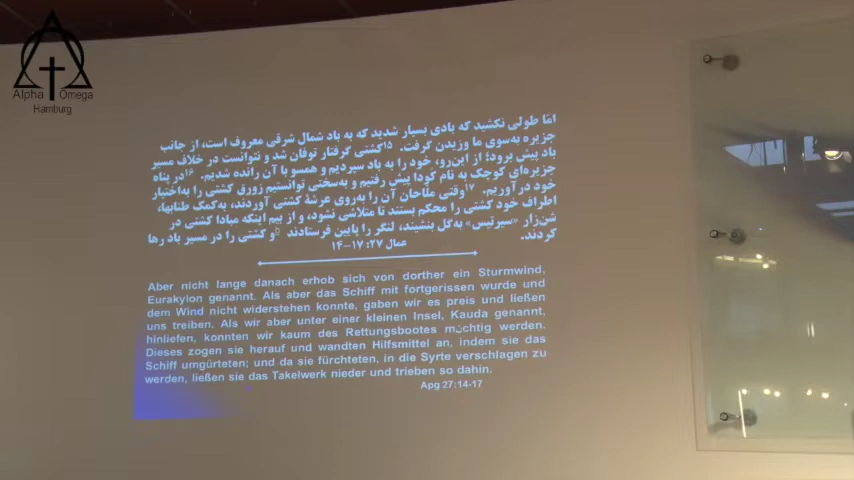 Alpha Omega
Hamburg
امّا طولی نکشید که بادی بسیار شدید که به باد شمال شرقی معروف است، از جانب
جزیره به‌سوی ما وزیدن گرفت. ۱۵کشتی گرفتار توفان شد و نتوانست در خلاف مسیر
باد پیش برود؛ از این‌رو، خود را به باد سپردیم و همسو با آن رانده شدیم. ۱۶در پناه
جزیره‌ای کوچک به نام کودا پیش رفتیم و به‌سختی توانستیم زورق کشتی را به‌اختیار
خود درآوریم. ۱۷وقتی ملاحان آن را به‌روی عرشهٔ کشتی آوردند، به‌کمک طنابها،
اطراف خود کشتی را محکم بستند تا متلاشی نشود، و از بیم اینکه مبادا کشتی در
شن‌زار «سیرتیس» به‌گل بنشیند، لنگر را پایین فرستادند و کشتی را در مسیر باد رها
کردند.
اعمال ۲۷: ۱۷-۱۴
Aber nicht lange danach erhob sich von dorther ein Sturmwind,
Eurakylon genannt. Als aber das Schiff mit fortgerissen wurde und
dem Wind nicht widerstehen konnte, gaben wir es preis und ließen
uns treiben. Als wir aber unter einer kleinen Insel, Kauda genannt,
hinliefen, konnten wir kaum des Rettungsbootes mächtig werden.
Dieses zogen sie herauf und wandten Hilfsmittel an, indem sie das
Schiff umgürteten; und da sie fürchteten, in die Syrte verschlagen zu
werden, ließen sie das Takelwerk nieder und trieben so dahin.
Apg 27:14-17